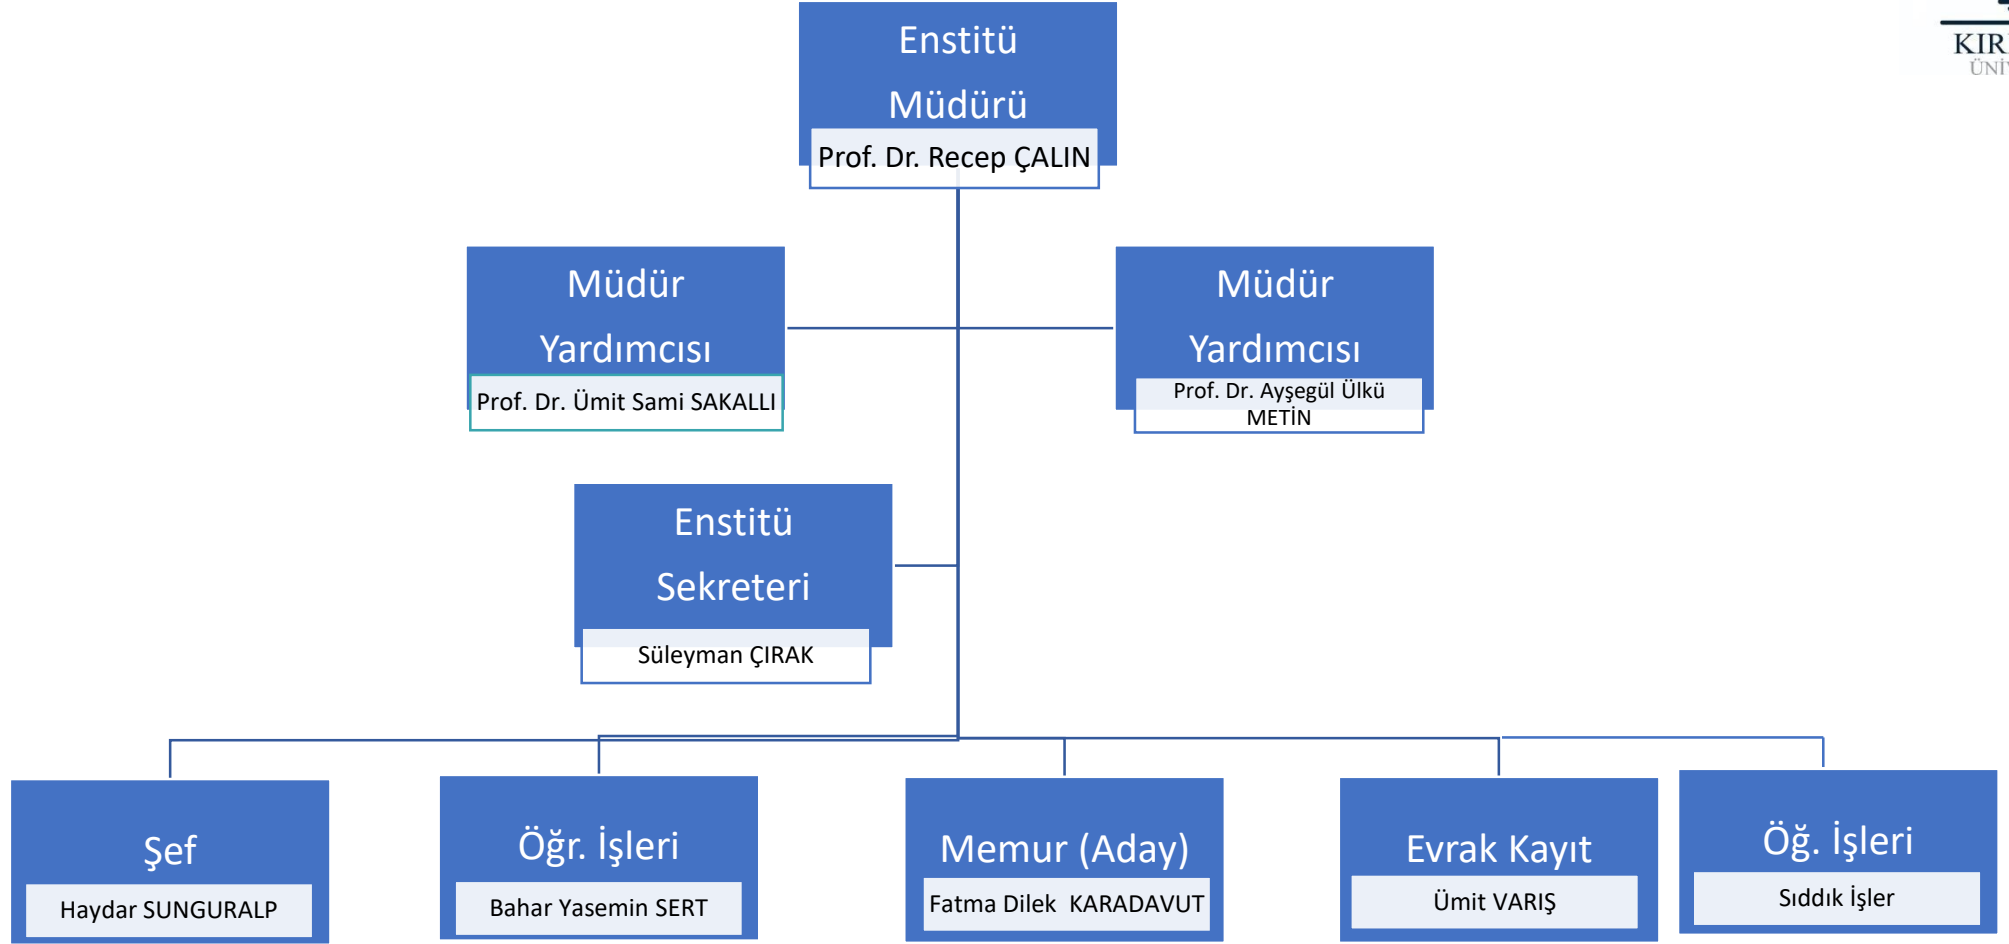 Enstitü
Müdürü
Prof. Dr. Recep ÇALIN
Müdür
Yardımcısı
Prof. Dr. Ümit Sami SAKALLI
Müdür
Yardımcısı
Prof. Dr. Ayşegül Ülkü
METİN
Enstitü
Sekreteri
Süleyman ÇIRAK
Şef
Haydar SUNGURALP
Öğr. İşleri
Bahar Yasemin SERT
Memur (Aday)
Fatma Dilek  KARADAVUT
Evrak Kayıt
Ümit VARIŞ
Öğ. İşleri
Sıddık İşler